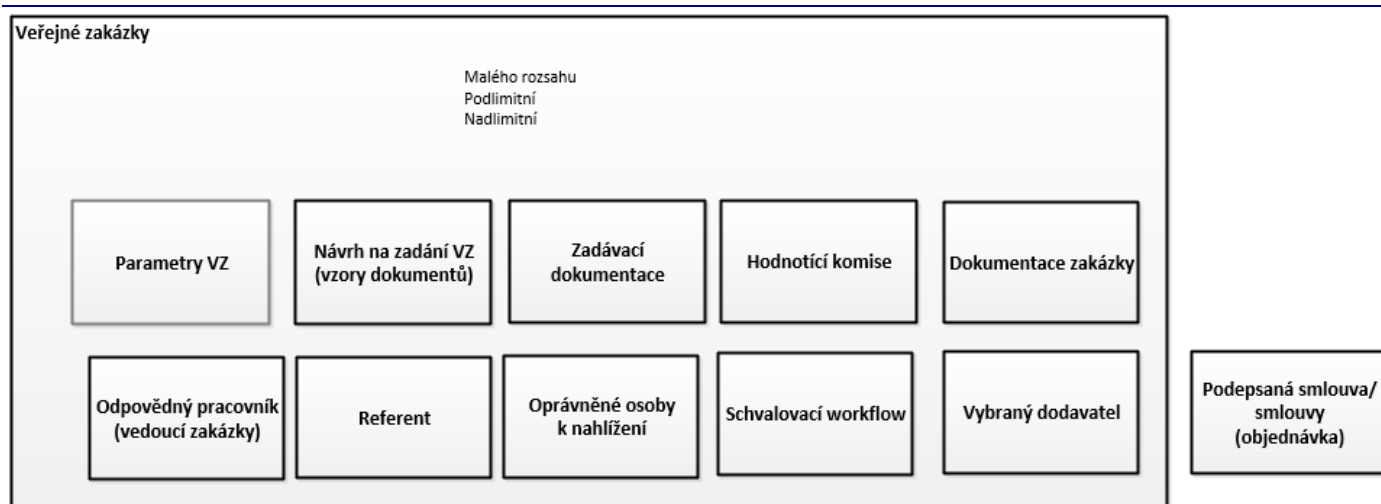 Veřejné zakázky
Malého rozsahu
Podlimitní
Nadlimitní
Parametry VZ
Návrh na zadání VZ
(vzory dokumentů)
Zadávací
dokumentace
Hodnotící komise
Dokumentace zakázky
Odpovědný pracovník
(vedoucí zakázky)
Referent
Oprávněné osoby
k nahlížení
Schvalovací workflow
Vybraný dodavatel
Podepsaná smlouva/
smlouvy
(objednávka)